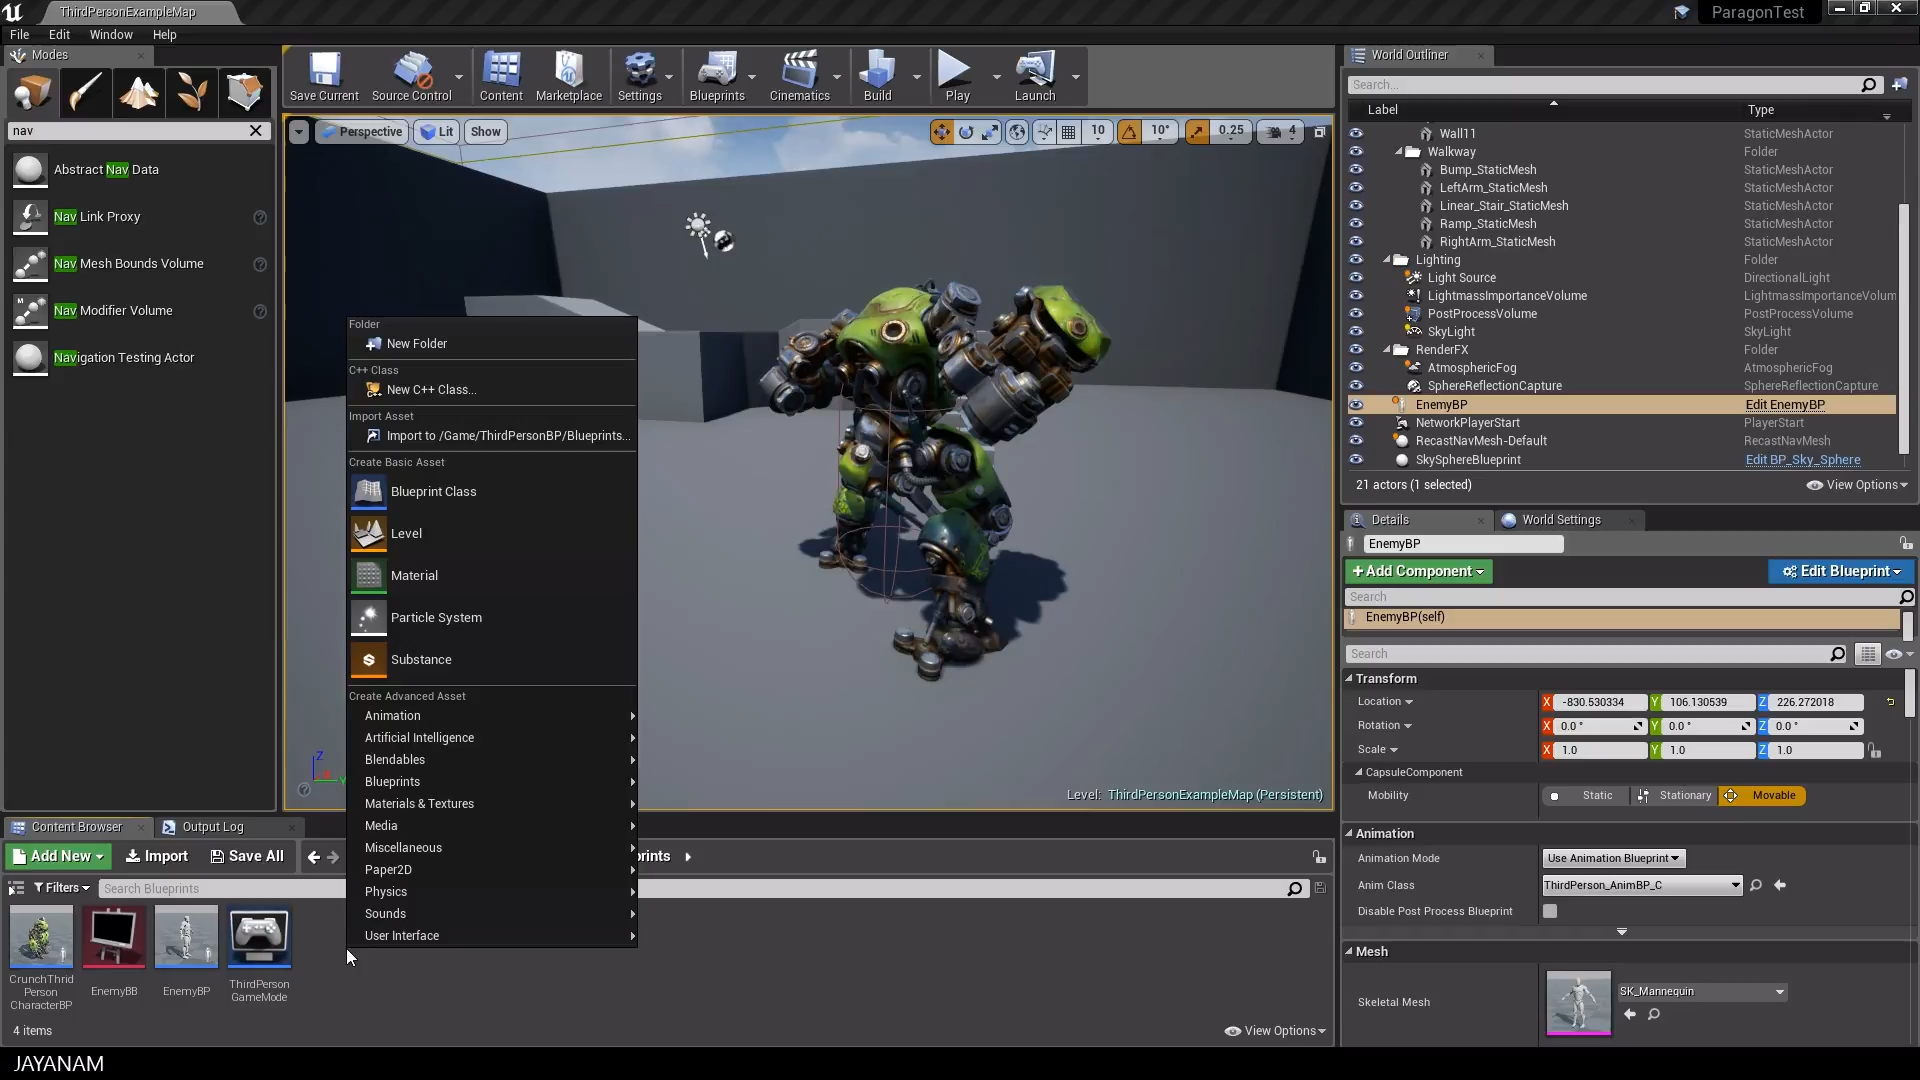 ThirdPersonExampleMap
ParagonTest
File Edit Window Help
Modes
nav
Abstract Nav Data
Nav Link Proxy
Nav Mesh Bounds Volume
Nav Modifier Volume
Navigation Testing Actor
Save Current
Source Control
Content
Marketplace
Settings
Blueprints
Cinematics
Build
Play
Launch
Perspective Lit Show
10 10° 0.25 4
Folder
New Folder
C++ Class
New C++ Class...
Import Asset
Import to /Game/ThirdPersonBP/Blueprints...
Create Basic Asset
Blueprint Class
Level
Material
Particle System
Substance
Create Advanced Asset
Animation
Artificial Intelligence
Blendables
Blueprints
Materials & Textures
Media
Miscellaneous
Paper2D
Physics
Sounds
User Interface
Z
Level: ThirdPersonExampleMap (Persistent)
World Outliner
Search...
Label Type
Wall11 StaticMeshActor
Walkway Folder
Bump_StaticMesh StaticMeshActor
LeftArm_StaticMesh StaticMeshActor
Linear_Stair_StaticMesh StaticMeshActor
Ramp_StaticMesh StaticMeshActor
RightArm_StaticMesh StaticMeshActor
Lighting Folder
Light Source DirectionalLight
LightmassImportanceVolume LightmassImportanceVolum
PostProcessVolume PostProcessVolume
SkyLight SkyLight
RenderFX Folder
AtmosphericFog AtmosphericFog
SphereReflectionCapture SphereReflectionCapture
EnemyBP Edit EnemyBP
NetworkPlayerStart PlayerStart
RecastNavMesh-Default RecastNavMesh
SkySphereBlueprint Edit BP_Sky_Sphere
21 actors (1 selected) View Options
Details World Settings
EnemyBP
+Add Component Edit Blueprint
Search
EnemyBP(self)
Search
Transform
Location X -830.530334 Y 106.130539 Z 226.272018
Rotation X 0.0 ° Y 0.0 ° Z 0.0 °
Scale X 1.0 Y 1.0 Z 1.0
CapsuleComponent
Mobility Static Stationary Movable
Animation
Animation Mode Use Animation Blueprint
Anim Class ThirdPerson_AnimBP_C
Disable Post Process Blueprint
Mesh
Skeletal Mesh SK_Mannequin
Content Browser Output Log
Add New Import Save All rints
Filters Search Blueprints
CrunchThrid
Person
CharacterBP
EnemyBB
EnemyBP
ThirdPerson
GameMode
4 items View Options
JAYANAM